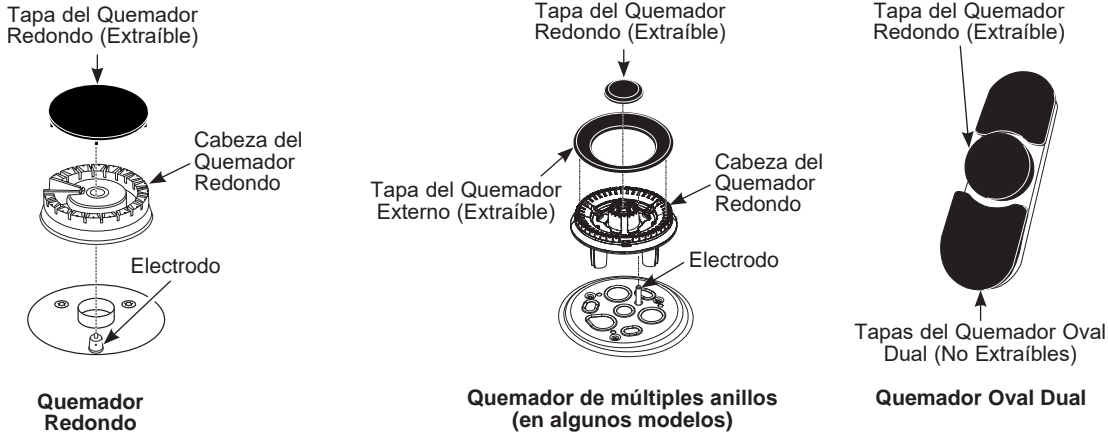 Tapa del Quemador
Redondo (Extraíble)
Cabeza del
Quemador
Redondo
Electrodo
Quemador
Redondo
Tapa del Quemador
Redondo (Extraíble)
Tapa del Quemador
Externo (Extraíble)
Cabeza del
Quemador
Redondo
Electrodo
Quemador de múltiples anillos
(en algunos modelos)
Tapa del Quemador
Redondo (Extraíble)
Tapas del Quemador Oval
Dual (No Extraíbles)
Quemador Oval Dual